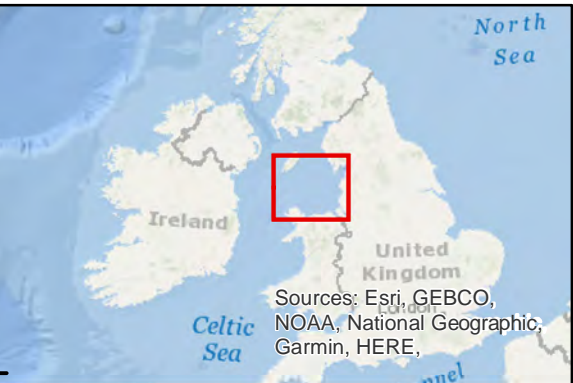 North
Sea
Ireland
United
Kingdom
London
Sources: Esri, GEBCO,
NOAA, National Geographic,
Garmin, HERE,
Celtic
Sea